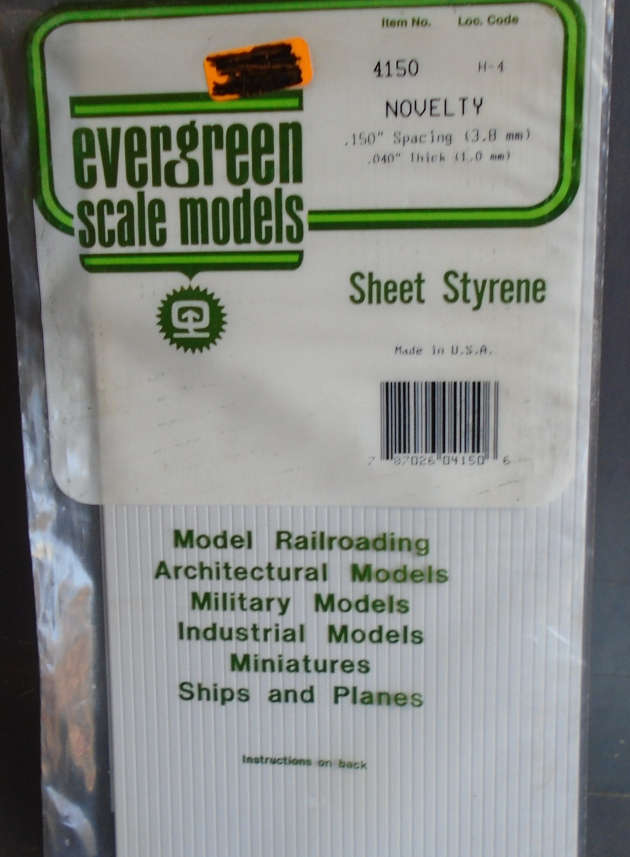 Item No. Loc. Code
4150 H-4
NOVELTY
.150" Spacing (3.8 mm)
.040" Thick (1.0 mm)
evergreen
scale models
Sheet Styrene
Made in U.S.A.
7 87026 04150 6
Model Railroading
Architectural Models
Military Models
Industrial Models
Miniatures
Ships and Planes
Instructions on back